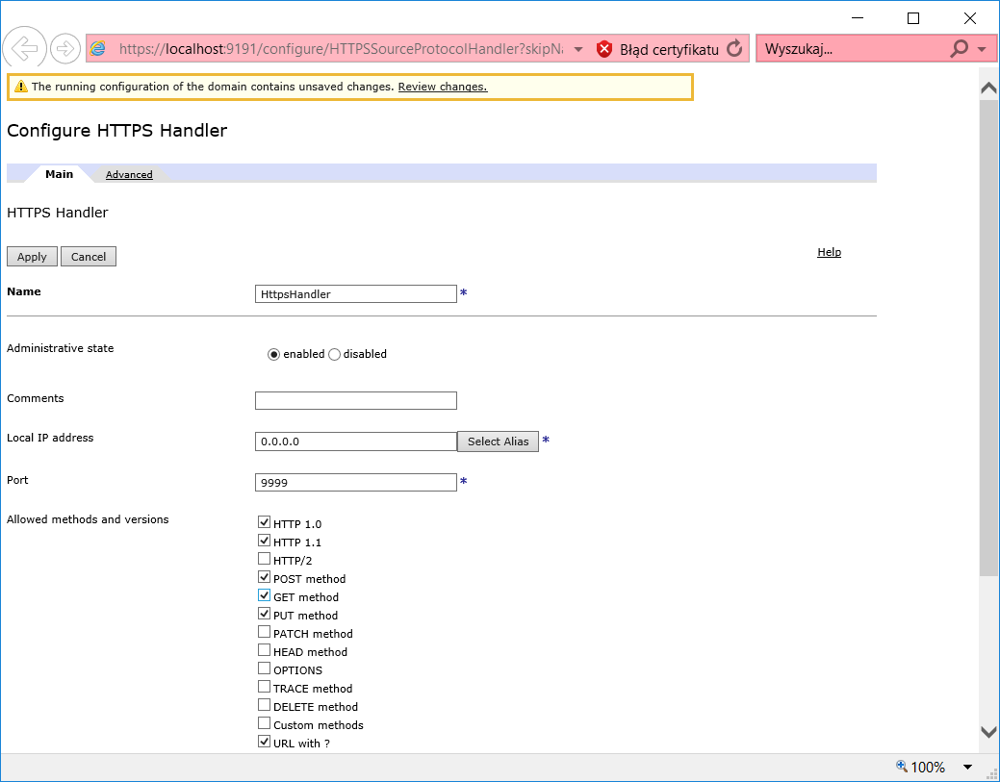 https://localhost:9191/configure/HTTPSSourceProtocolHandler?skipNa Błąd certyfikatu Wyszukaj...
The running configuration of the domain contains unsaved changes. Review changes.
Configure HTTPS Handler
Main Advanced
HTTPS Handler
Apply Cancel Help
Name HttpsHandler *
Administrative state enabled disabled
Comments
Local IP address 0.0.0.0 Select Alias *
Port 9999 *
Allowed methods and versions
HTTP 1.0
HTTP 1.1
HTTP/2
POST method
GET method
PUT method
PATCH method
HEAD method
OPTIONS
TRACE method
DELETE method
Custom methods
URL with ?
100%